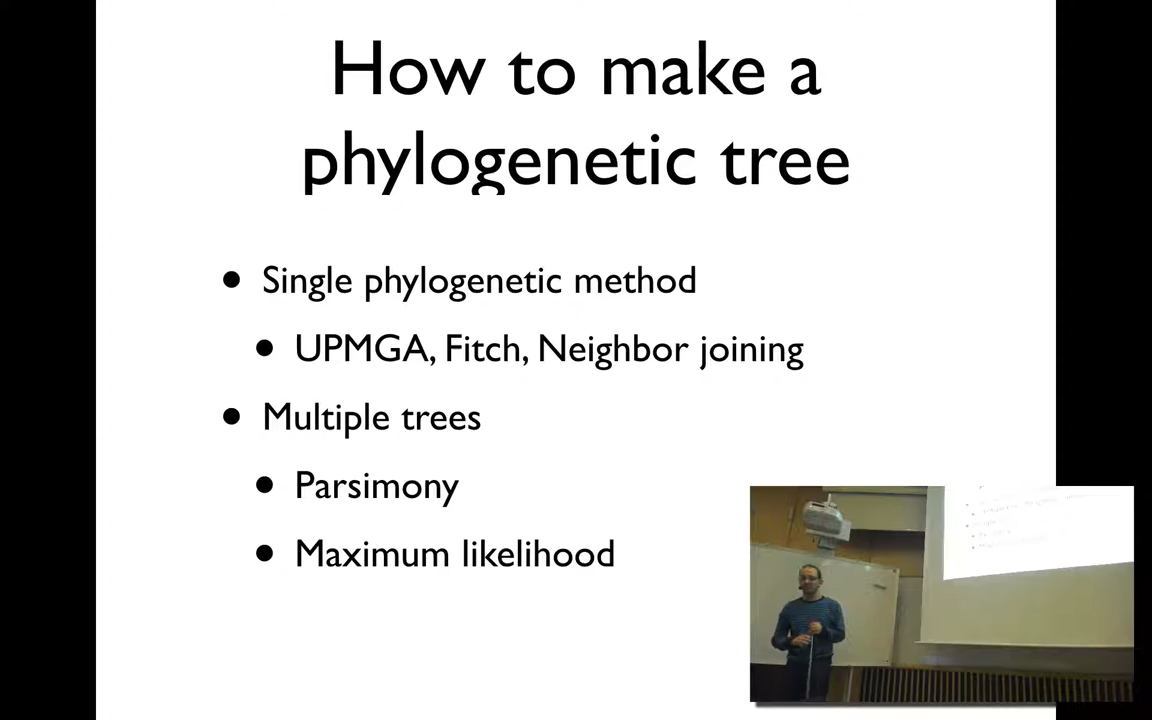 How to make a
phylogenetic tree
• Single phylogenetic method
• UPMGA, Fitch, Neighbor joining
• Multiple trees
• Parsimony
• Maximum likelihood